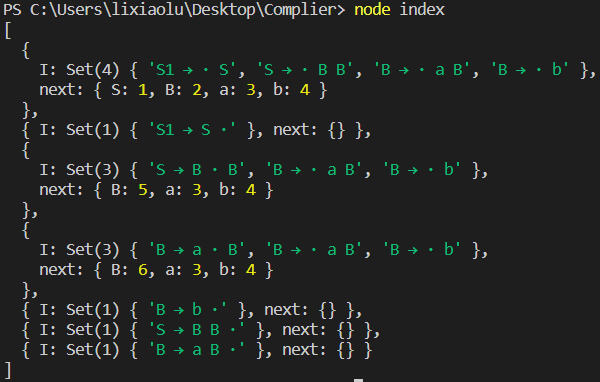 PS C:\Users\lixiaolu\Desktop\Complier> node index
[
  {
    I: Set(4) { 'S1 → · S', 'S → · B B', 'B → · a B', 'B → · b' },
    next: { S: 1, B: 2, a: 3, b: 4 }
  },
  { I: Set(1) { 'S1 → S ·' }, next: {} },
  {
    I: Set(3) { 'S → B · B', 'B → · a B', 'B → · b' },
    next: { B: 5, a: 3, b: 4 }
  },
  {
    I: Set(3) { 'B → a · B', 'B → · a B', 'B → · b' },
    next: { B: 6, a: 3, b: 4 }
  },
  { I: Set(1) { 'B → b ·' }, next: {} },
  { I: Set(1) { 'S → B B ·' }, next: {} },
  { I: Set(1) { 'B → a B ·' }, next: {} }
]